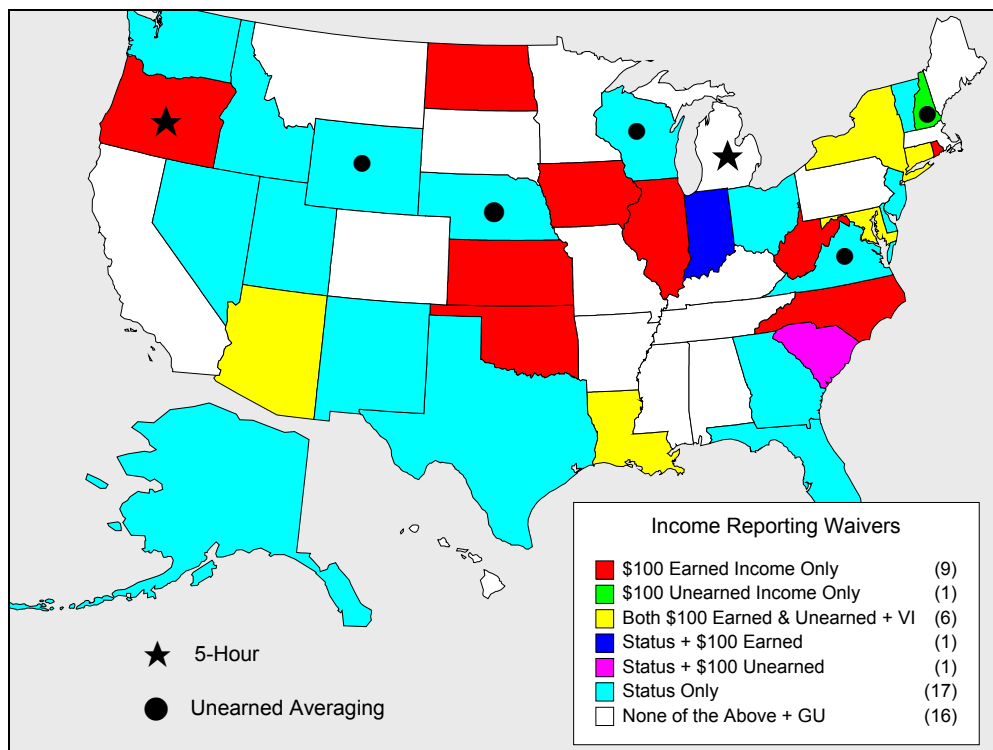 Income Reporting Waivers
$100 Earned Income Only (9)
$100 Unearned Income Only (1)
Both $100 Earned & Unearned + VI (6)
Status + $100 Earned (1)
Status + $100 Unearned (1)
Status Only (17)
None of the Above + GU (16)
5-Hour
Unearned Averaging